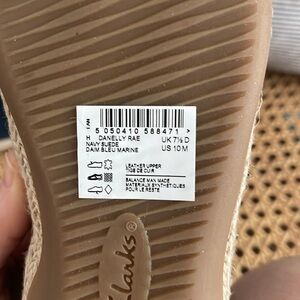 5 050410 588471 >
H DANELLY RAE UK 7½ D
NAVY SUEDE US 10 M
DAIM BLEU MARINE
LEATHER UPPER
TIGE DE CUIR
BALANCE MAN MADE
MATERIAUX SYNTHETIQUES
POUR LE RESTE
Clarks